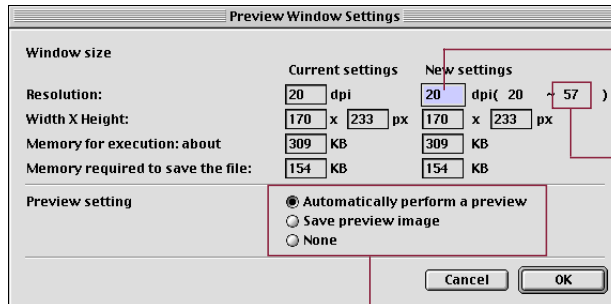 Preview Window Settings
Window size
Current settings New settings
Resolution: 20 dpi 20 dpi( 20 ~ 57 )
Width X Height: 170 x 233 px 170 x 233 px
Memory for execution: about 309 KB 309 KB
Memory required to save the file: 154 KB 154 KB
Preview setting Automatically perform a preview
Save preview image
None
Cancel OK